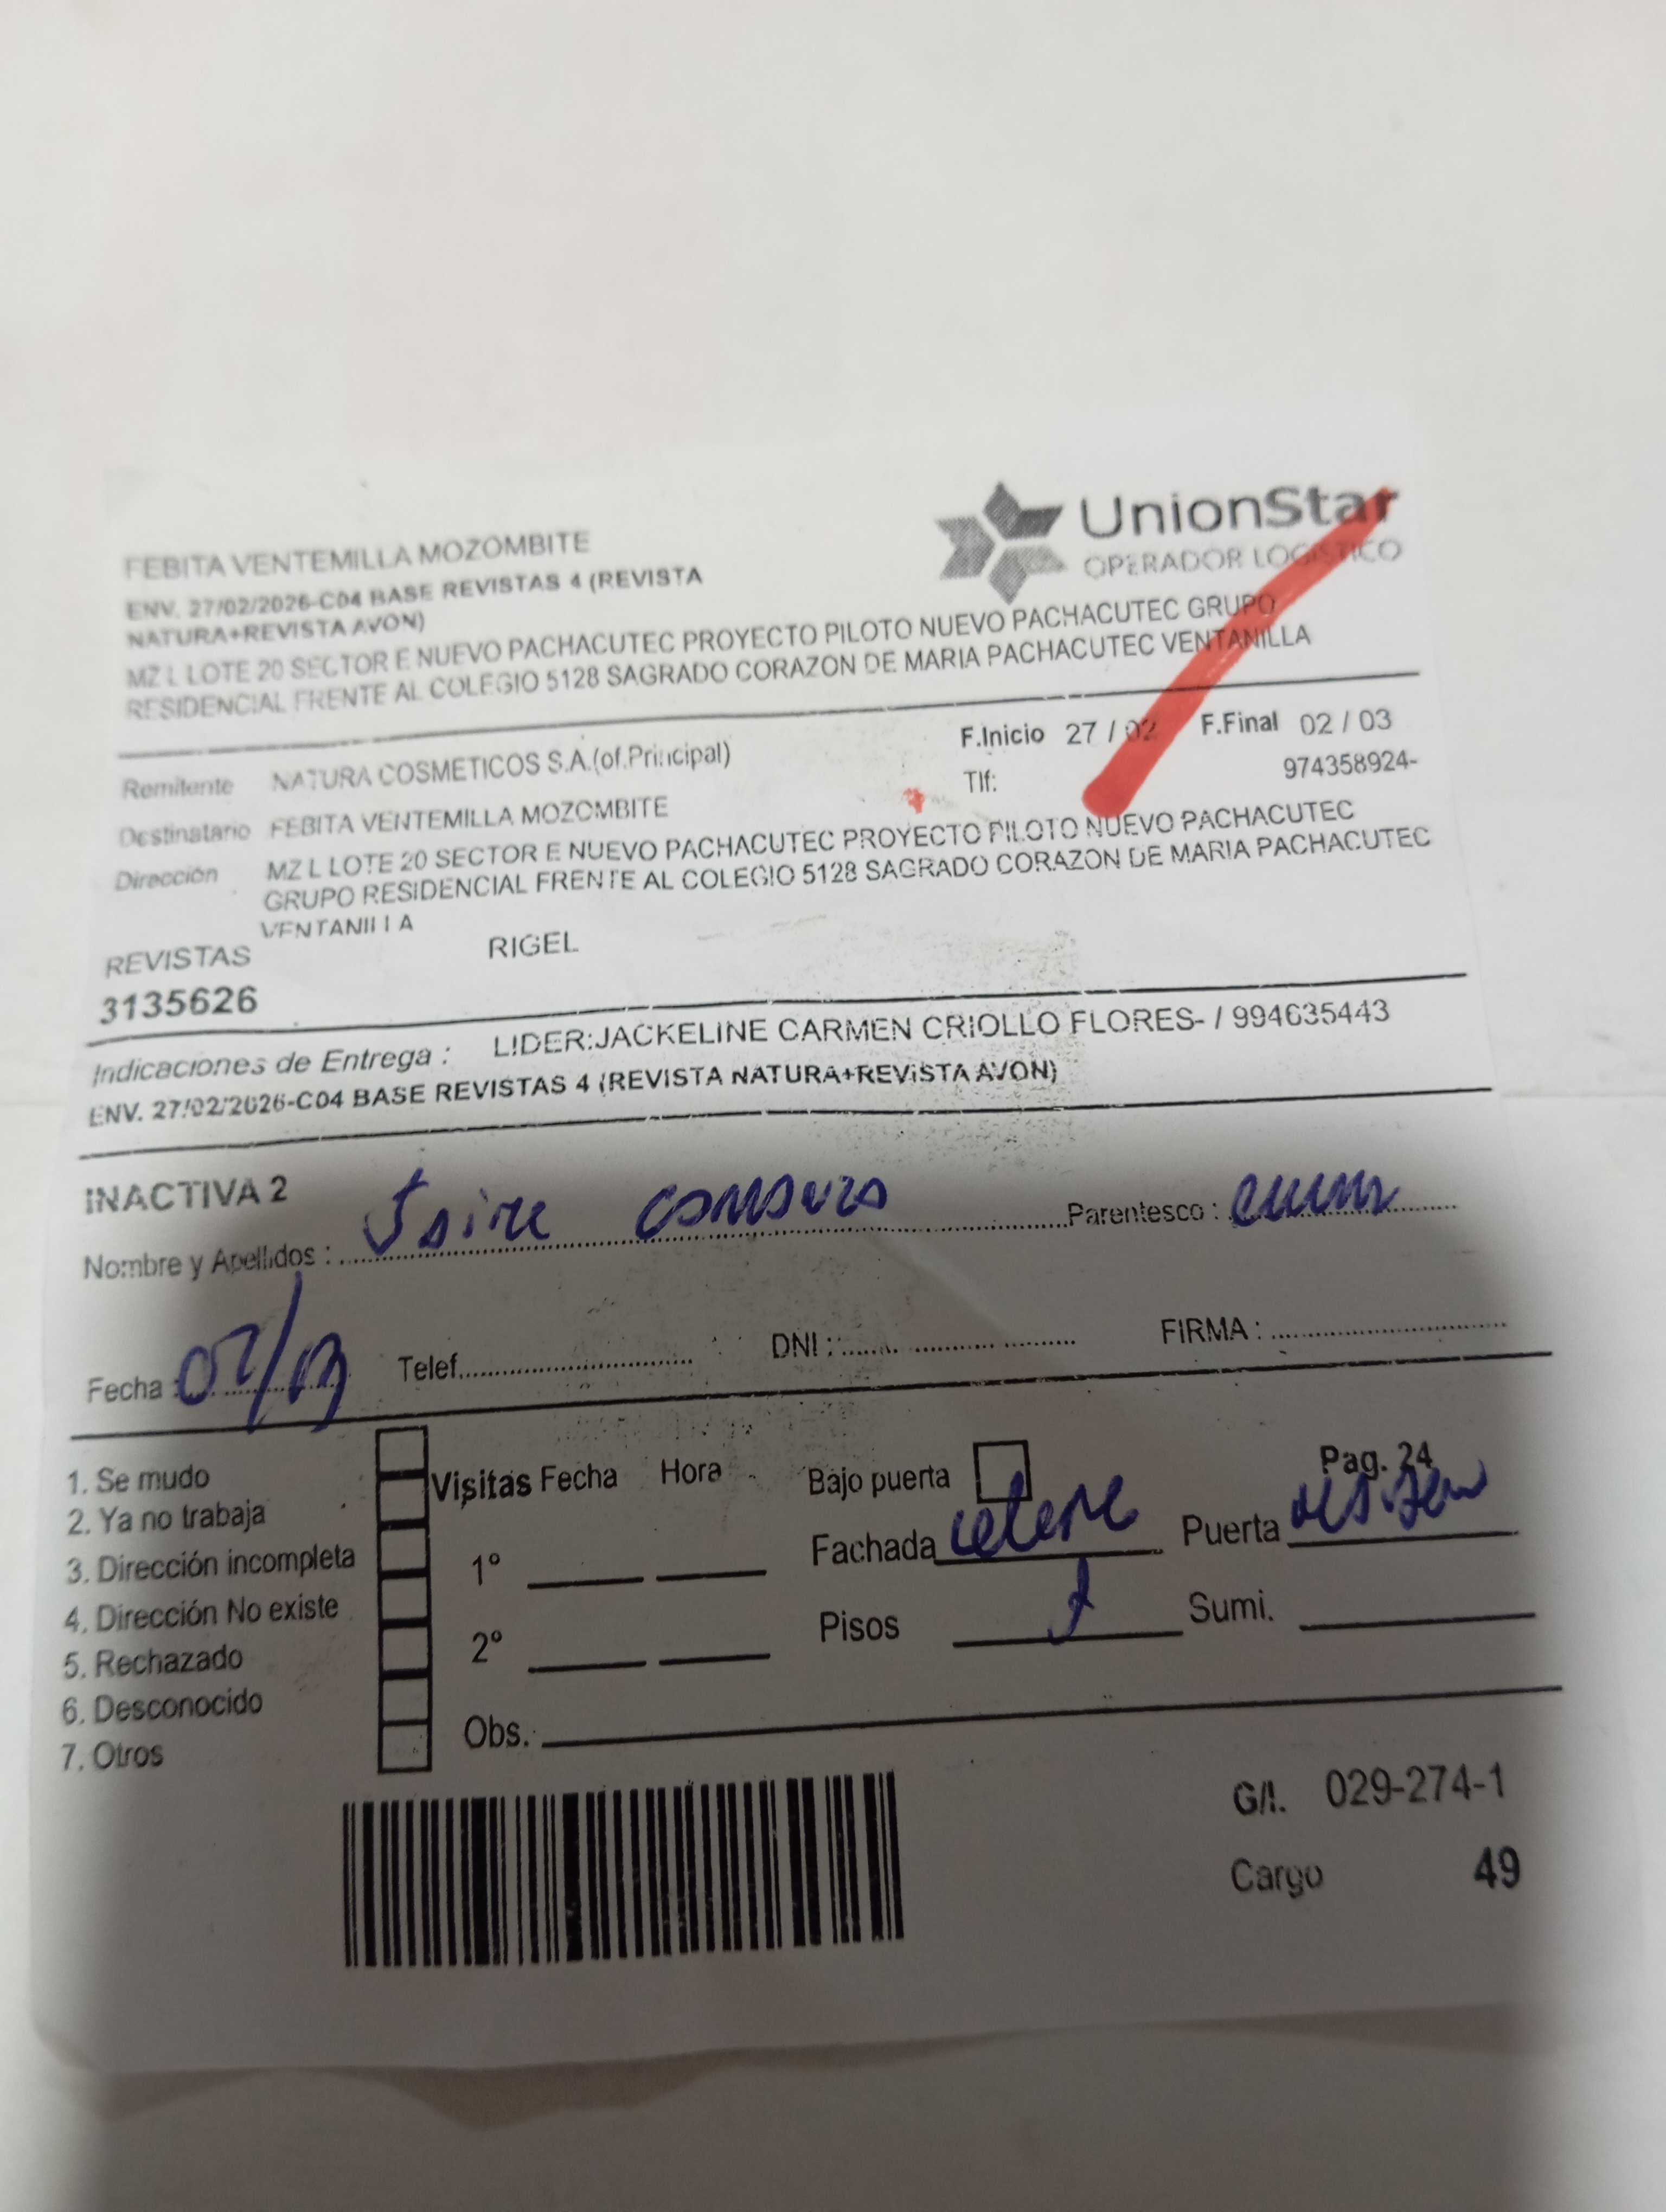 FEBITA VENTEMILLA MOZOMBITE
ENV. 27/02/2026-C04 BASE REVISTAS 4 (REVISTA
NATURA+REVISTA AVON)
MZ L LOTE 20 SECTOR E NUEVO PACHACUTEC PROYECTO PILOTO NUEVO PACHACUTEC GRUPO
RESIDENCIAL FRENTE AL COLEGIO 5128 SAGRADO CORAZON DE MARIA PACHACUTEC VENTANILLA
UnionStar
OPERADOR LOGISTICO
Remitente NATURA COSMETICOS S.A.(of.Principal)
F.Inicio 27 / 02 F.Final 02 / 03
Tlf: 974358924-
Destinatario FEBITA VENTEMILLA MOZOMBITE
Dirección MZ L LOTE 20 SECTOR E NUEVO PACHACUTEC PROYECTO PILOTO NUEVO PACHACUTEC
GRUPO RESIDENCIAL FRENTE AL COLEGIO 5128 SAGRADO CORAZON DE MARIA PACHACUTEC
VENTANILLA
REVISTAS RIGEL
3135626
Indicaciones de Entrega : LIDER:JACKELINE CARMEN CRIOLLO FLORES- / 994635443
ENV. 27/02/2026-C04 BASE REVISTAS 4 (REVISTA NATURA+REVISTA AVON)
INACTIVA 2
Nombre y Apellidos : Parentesco :
Fecha : 02/03 Telef. DNI : FIRMA :
1. Se mudo
2. Ya no trabaja
3. Dirección incompleta
4. Dirección No existe
5. Rechazado
6. Desconocido
7. Otros
Visitas Fecha Hora
1º
2º
Obs.
Bajo puerta
Pag. 24
Fachada Puerta
Pisos Sumi.
G/I. 029-274-1
Cargo 49